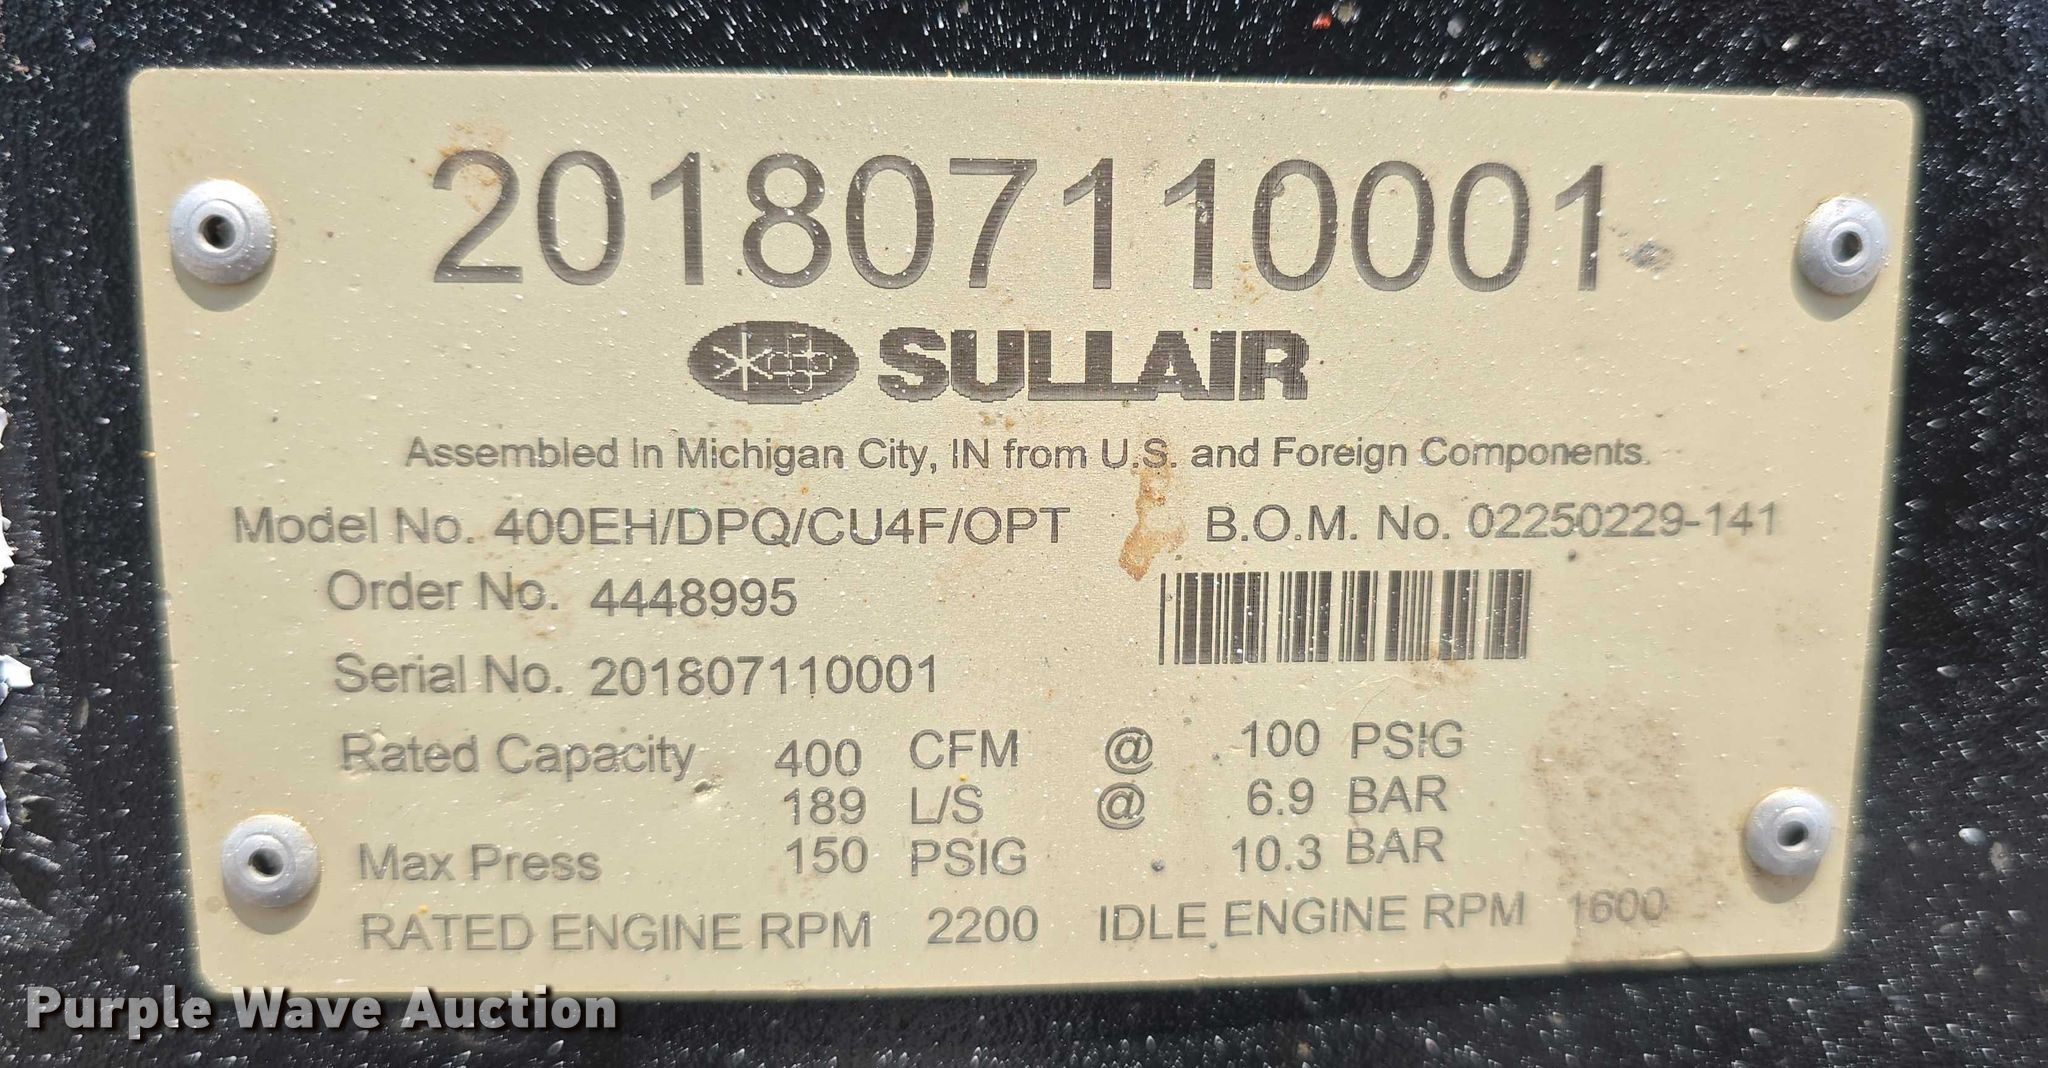 201807110001
SULLAIR
Assembled In Michigan City, IN from U.S. and Foreign Components.
Model No. 400EH/DPQ/CU4F/OPT B.O.M. No. 02250229-141
Order No. 4448995
Serial No. 201807110001
Rated Capacity 400 CFM @ 100 PSIG
189 L/S @ 6.9 BAR
Max Press 150 PSIG 10.3 BAR
RATED ENGINE RPM 2200 IDLE ENGINE RPM 1600
Purple Wave Auction